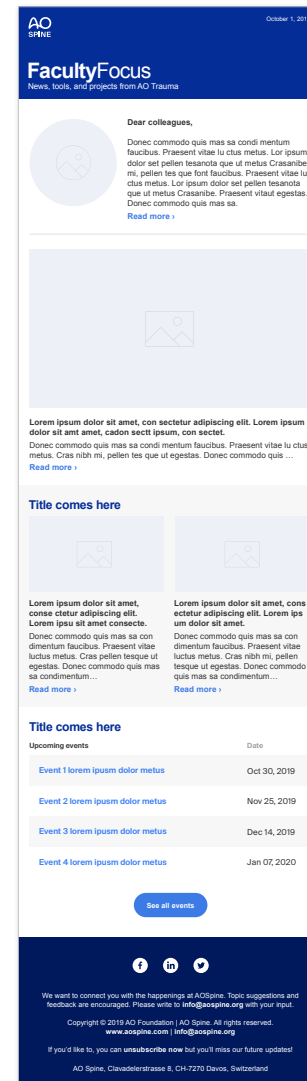 AO
SPINE
October 1, 201
FacultyFocus
News, tools, and projects from AO Trauma
Dear colleagues,
Donec commodo quis mas sa condi mentum
faucibus. Praesent vitae lu ctus metus. Lor ipsum
dolor set pellen tesanota que ut metus Crasanibe
mi, pellen tes que font faucibus. Praesent vitae lu
ctus metus. Lor ipsum dolor set pellen tesanota
que ut metus Crasanibe. Praesent vitaut egestas.
Donec commodo quis mas sa.
Read more ›
Lorem ipsum dolor sit amet, con sectetur adipiscing elit. Lorem ipsum
dolor sit amt amet, cadon sectt ipsum, con sectet.
Donec commodo quis mas sa condi mentum faucibus. Praesent vitae lu ctus
metus. Cras nibh mi, pellen tes que ut egestas. Donec commodo quis ...
Read more ›
Title comes here
Lorem ipsum dolor sit amet,
conse ctetur adipiscing elit.
Lorem ipsu sit amet consecte.
Donec commodo quis mas sa con
dimentum faucibus. Praesent vitae
luctus metus. Cras pellen tesque ut
egestas. Donec commodo quis mas
sa condimentum…
Read more ›
Lorem ipsum dolor sit amet, cons
ectetur adipiscing elit. Lorem ips
um dolor sit amet.
Donec commodo quis mas sa con
dimentum faucibus. Praesent vitae
luctus metus. Cras nibh mi, pellen
tesque ut egestas. Donec commodo
quis ma sa condimentum…
Read more ›
Title comes here
Upcoming events Date
Event 1 lorem ipusm dolor metus Oct 30, 2019
Event 2 lorem ipusm dolor metus Nov 25, 2019
Event 3 lorem ipusm dolor metus Dec 14, 2019
Event 4 lorem ipusm dolor metus Jan 07, 2020
See all events
f in
We want to connect you with the happenings at AOSpine. Topic suggestions and
feedback are encouraged. Please write to info@aospine.org with your input.
Copyright © 2019 AO Foundation | AO Spine. All rights reserved.
www.aospine.com | info@aospine.org
If you'd like to, you can unsubscribe now but you'll miss our future updates!
AO Spine, Clavadelerstrasse 8, CH-7270 Davos, Switzerland